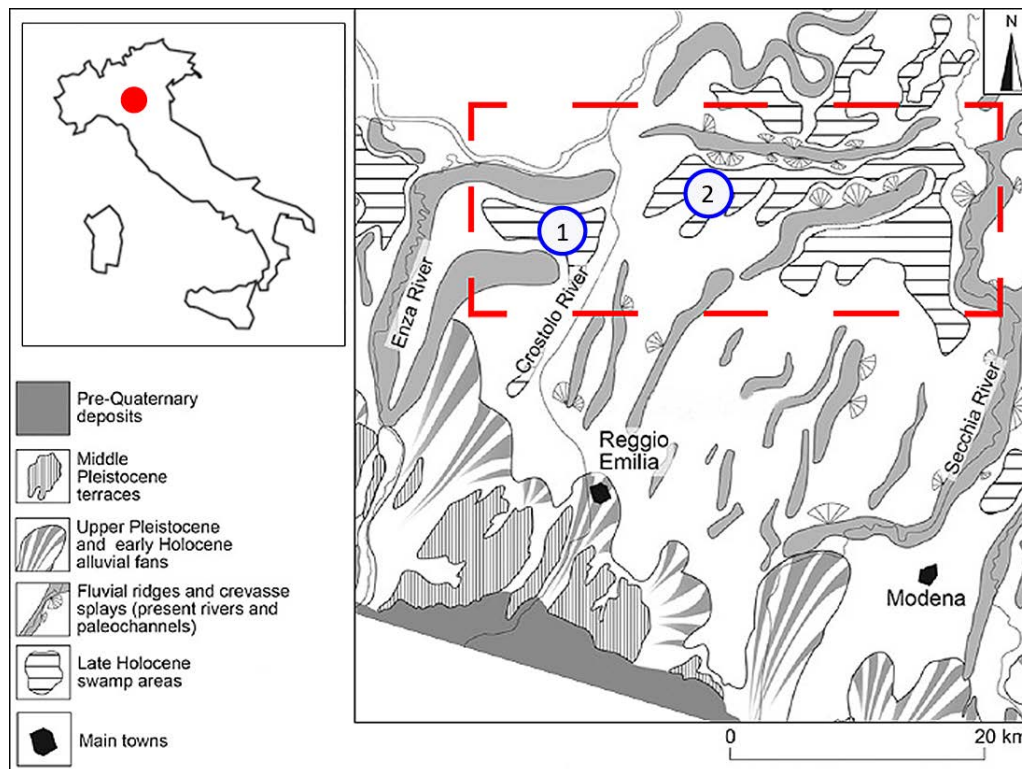 N
1
2
Enza River
Crostolo River
Secchia River
Reggio
Emilia
Modena
Pre-Quaternary
deposits
Middle
Pleistocene
terraces
Upper Pleistocene
and early Holocene
alluvial fans
Fluvial ridges and crevasse
splays (present rivers and
paleochannels)
Late Holocene
swamp areas
Main towns
0
20 km